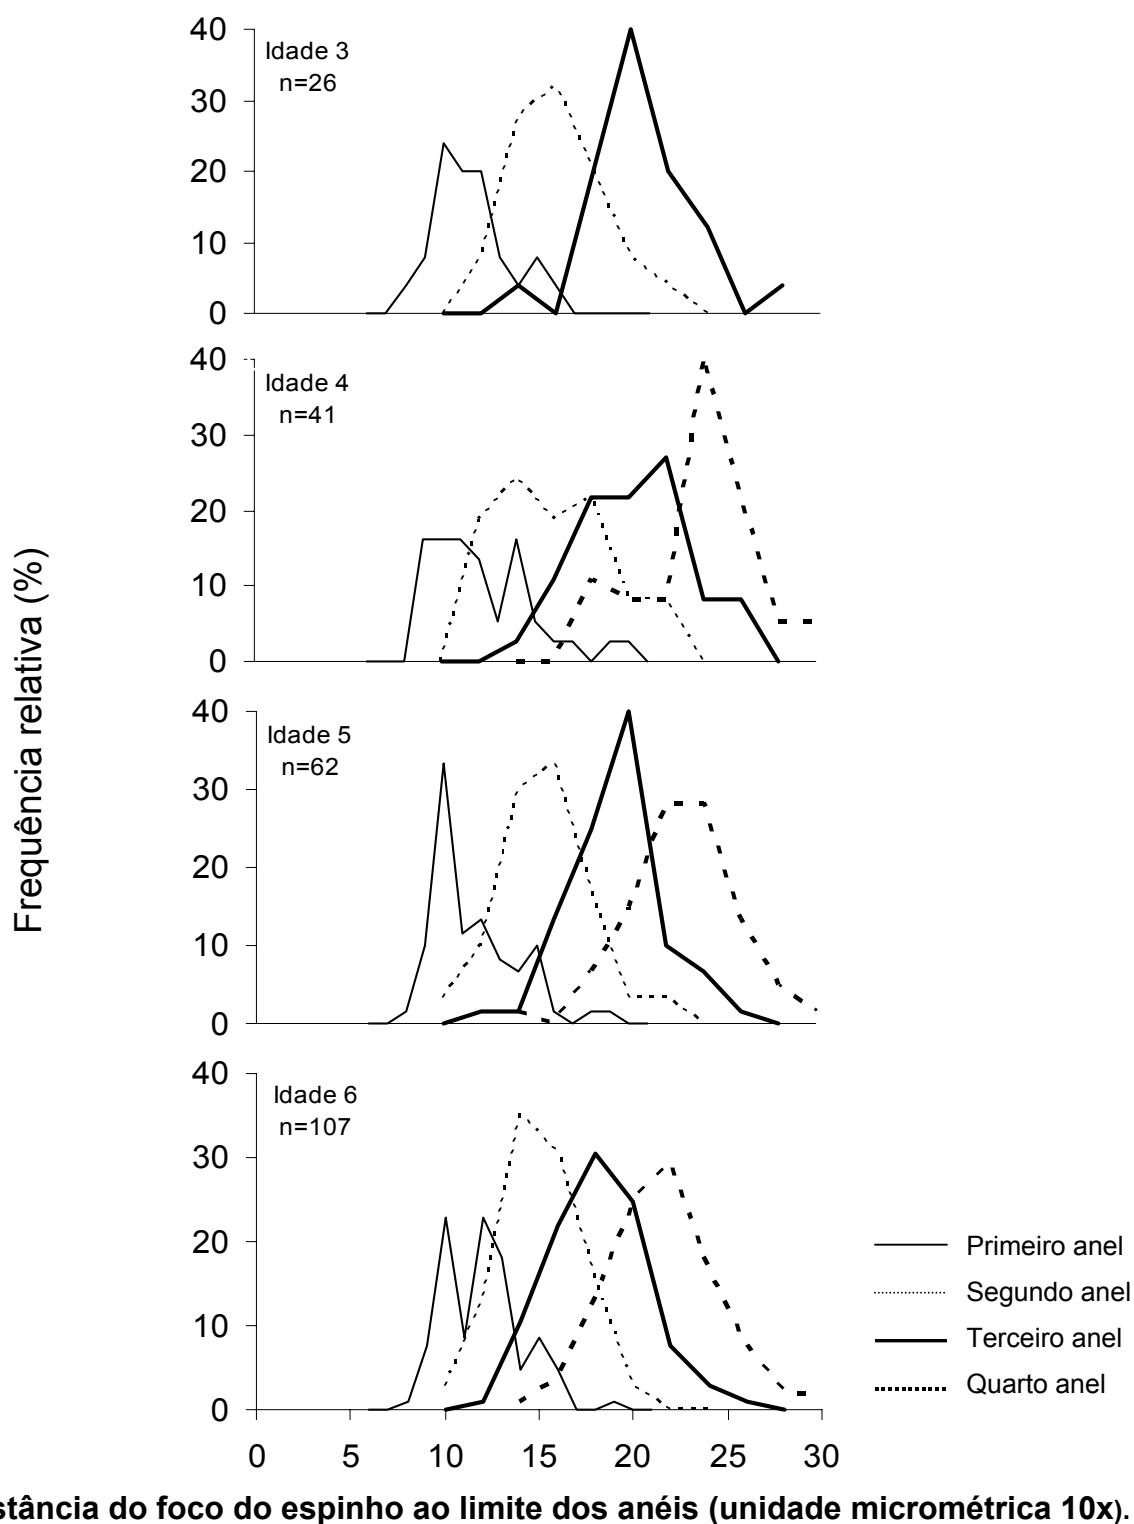 Frequência relativa (%)
40
30
20
10
0
Idade 3
n=26
40
30
20
10
0
Idade 4
n=41
40
30
20
10
0
Idade 5
n=62
40
30
20
10
0
Idade 6
n=107
0 5 10 15 20 25 30
Primeiro anel
Segundo anel
Terceiro anel
Quarto anel
stância do foco do espinho ao limite dos anéis (unidade micrométrica 10x).